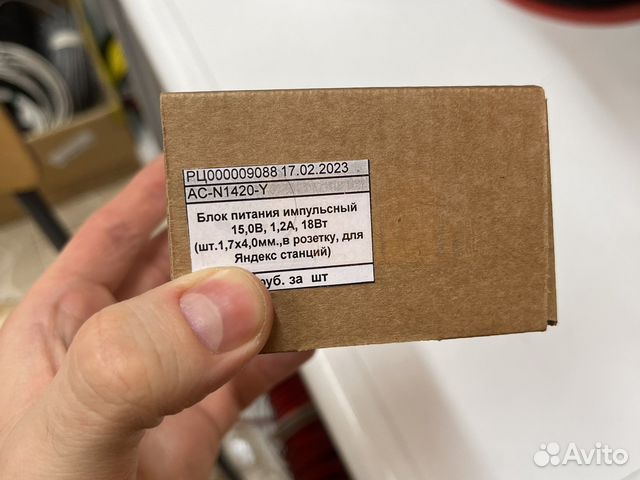 РЦ000009088 17.02.2023
AC-N1420-Y
Блок питания импульсный
15,0В, 1,2А, 18Вт
(шт.1,7х4,0мм.,в розетку, для
Яндекс станций)
руб. за шт
Avito